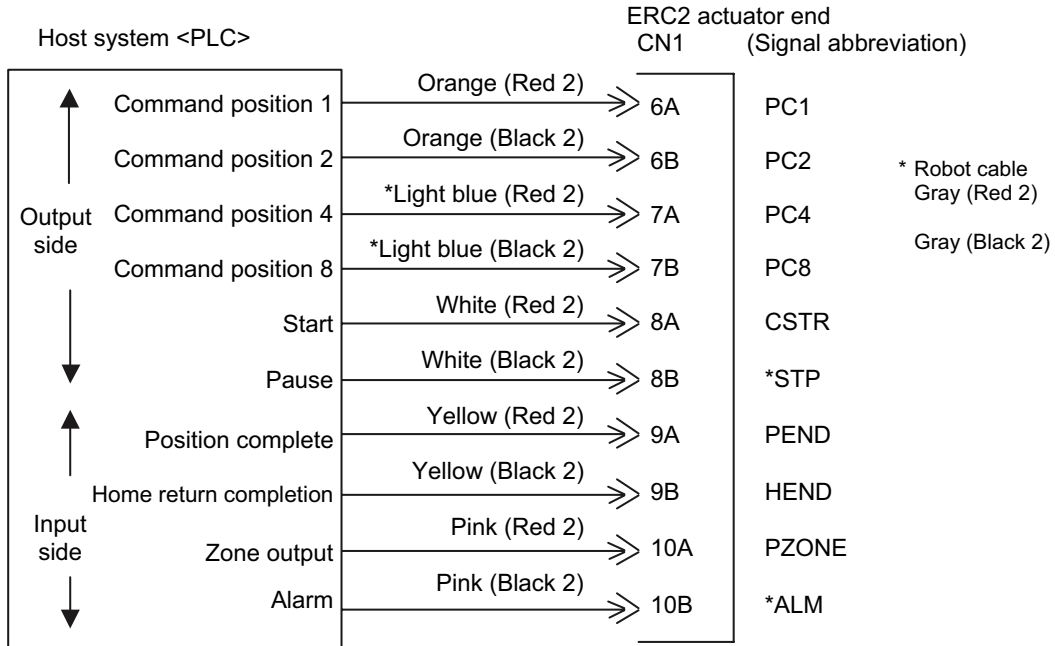 ERC2 actuator end
Host system <PLC> CN1 (Signal abbreviation)
Command position 1 Orange (Red 2) 6A PC1
Command position 2 Orange (Black 2) 6B PC2
* Robot cable
Gray (Red 2)
Command position 4 *Light blue (Red 2) 7A PC4
Output
side
Gray (Black 2)
Command position 8 *Light blue (Black 2) 7B PC8
Start White (Red 2) 8A CSTR
Pause White (Black 2) 8B *STP
Position complete Yellow (Red 2) 9A PEND
Home return completion Yellow (Black 2) 9B HEND
Input
side
Zone output Pink (Red 2) 10A PZONE
Alarm Pink (Black 2) 10B *ALM